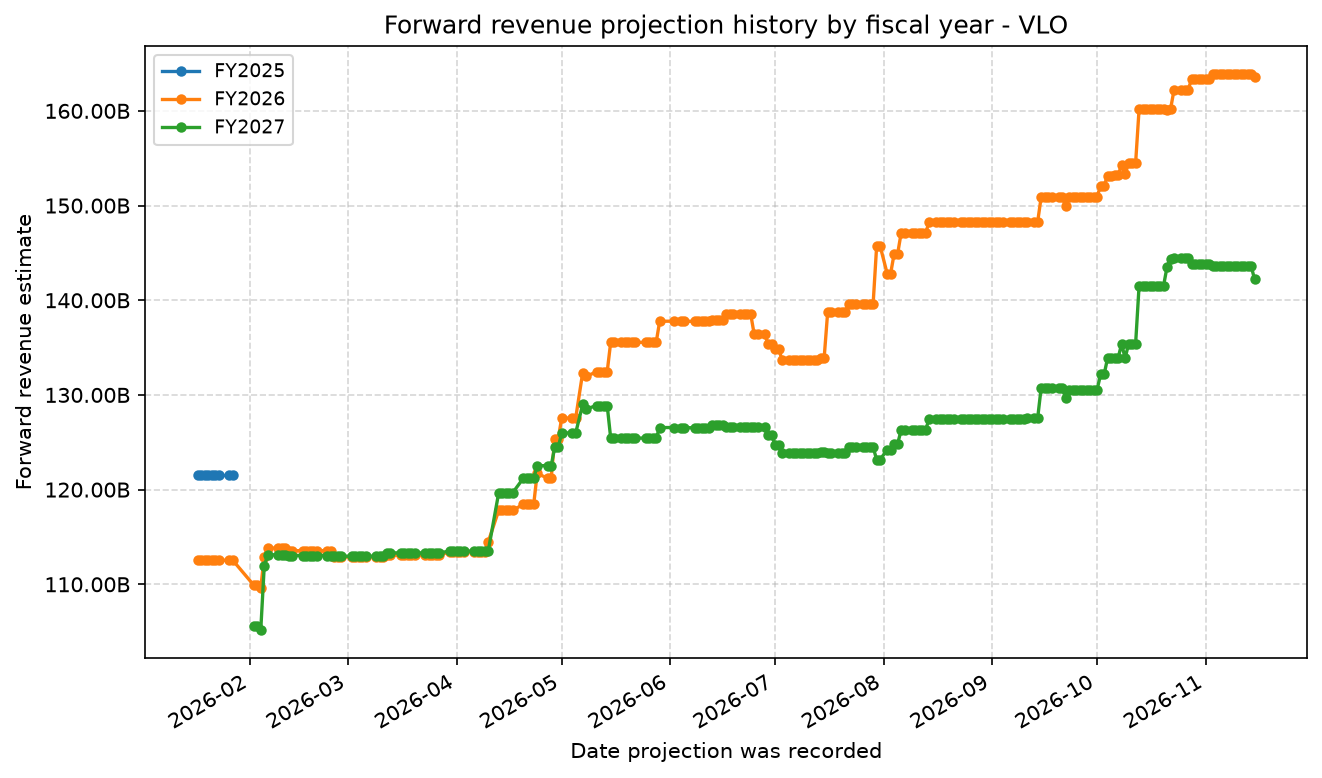 Forward revenue projection history by fiscal year - VLO
FY2025
FY2026
FY2027
160.00B
150.00B
140.00B
130.00B
120.00B
110.00B
Forward revenue estimate
2026-02
2026-03
2026-04
2026-05
2026-06
2026-07
2026-08
2026-09
2026-10
2026-11
Date projection was recorded